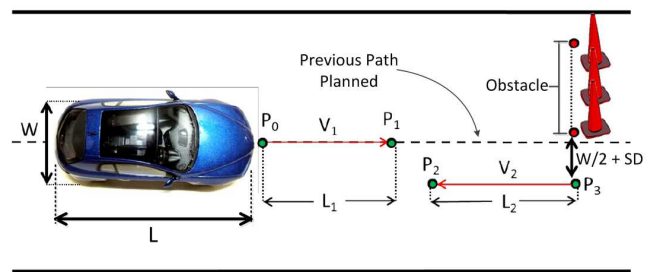 Previous Path
Planned
Obstacle
W
P0
V1
P1
W/2 + SD
P2
V2
P3
L1
L2
L